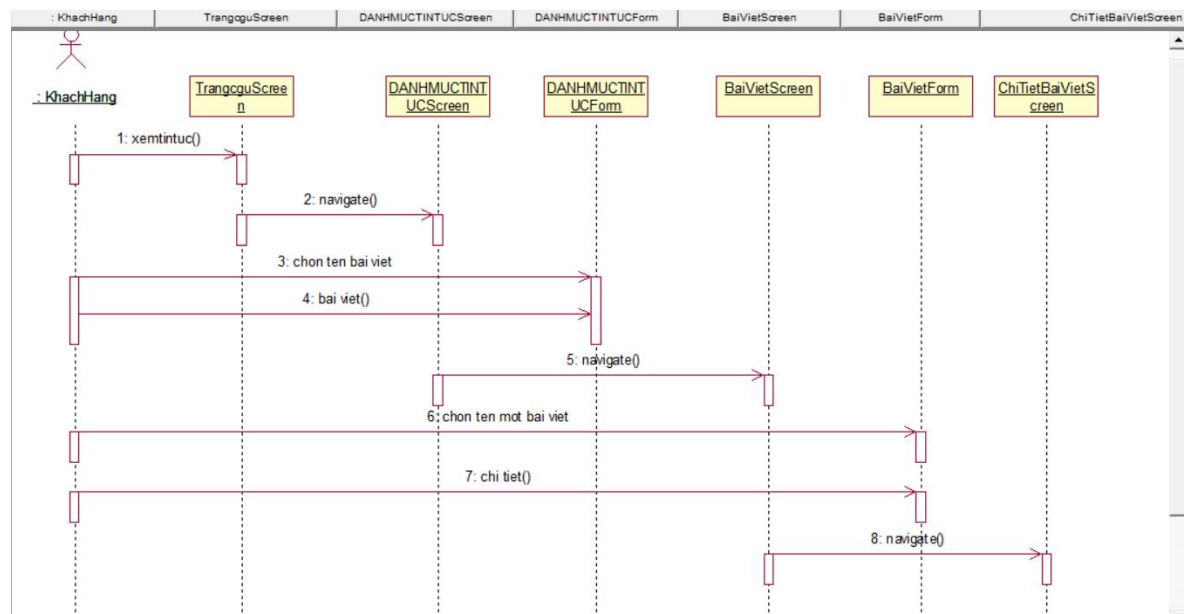 : KhachHang
TrangcguScreen
DANHMUCTINTUCScreen
DANHMUCTINTUCForm
BaiVietScreen
BaiVietForm
ChiTietBaiVietScreen
: KhachHang
TrangcguScree
n
DANHMUCTINT
UCScreen
DANHMUCTINT
UCForm
BaiVietScreen
BaiVietForm
ChiTietBaiVietS
creen
1: xemtintuc()
2: navigate()
3: chon ten bai viet
4: bai viet()
5: navigate()
6: chon ten mot bai viet
7: chi tiet()
8: navigate()